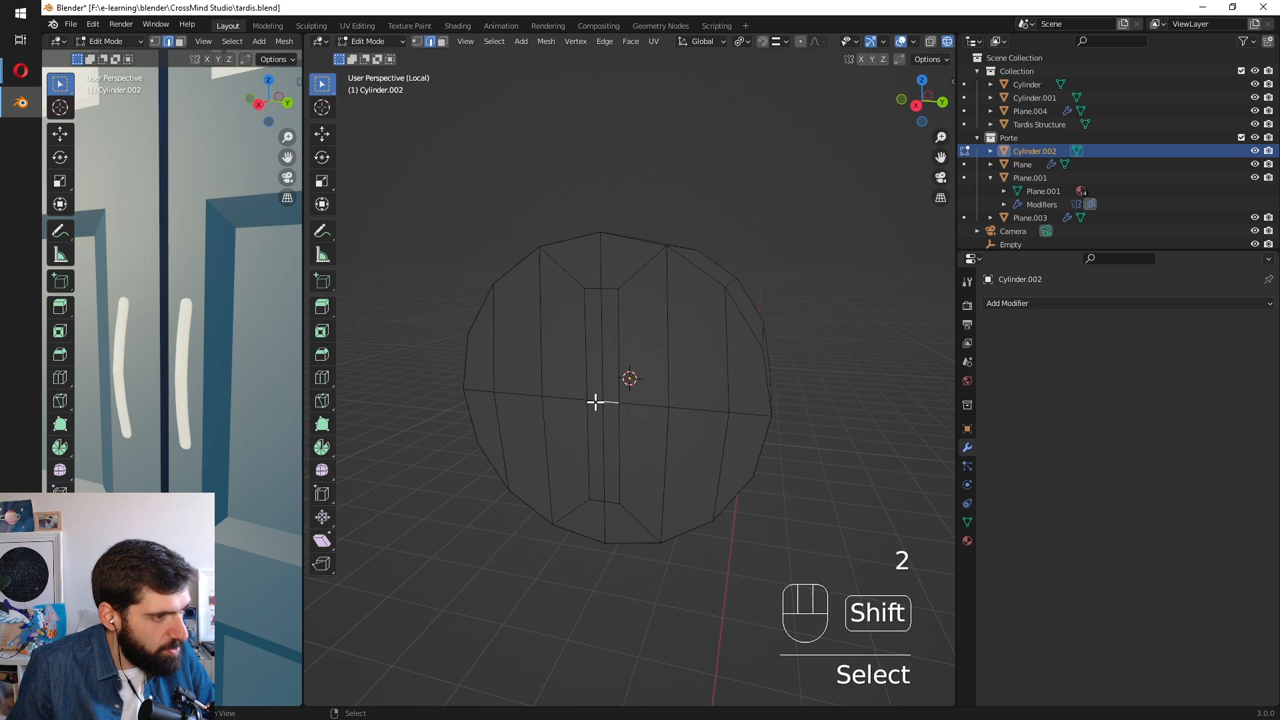 Blender* [F:\e-learning\blender\CrossMind Studio\tardis.blend]
File Edit Render Window Help Layout Modeling Sculpting UV Editing Texture Paint Shading Animation Rendering Compositing Geometry Nodes Scripting Scene ViewLayer
Edit Mode View Select Add Mesh
Edit Mode View Select Add Mesh Vertex Edge Face UV Global
X Y Z Options
X Y Z Options
User Perspective
(1) Cylinder.002
User Perspective (Local)
(1) Cylinder.002
Z
X
Y
Z
X
Y
Scene Collection
Collection
Cylinder
Cylinder.001
Plane.004
Tardis Structure
Porte
Cylinder.002
Plane
Plane.001
Plane.001
Modifiers
Plane.003
Camera
Empty
Cylinder.002
Add Modifier
2
Shift
Select
Select
3.0.0